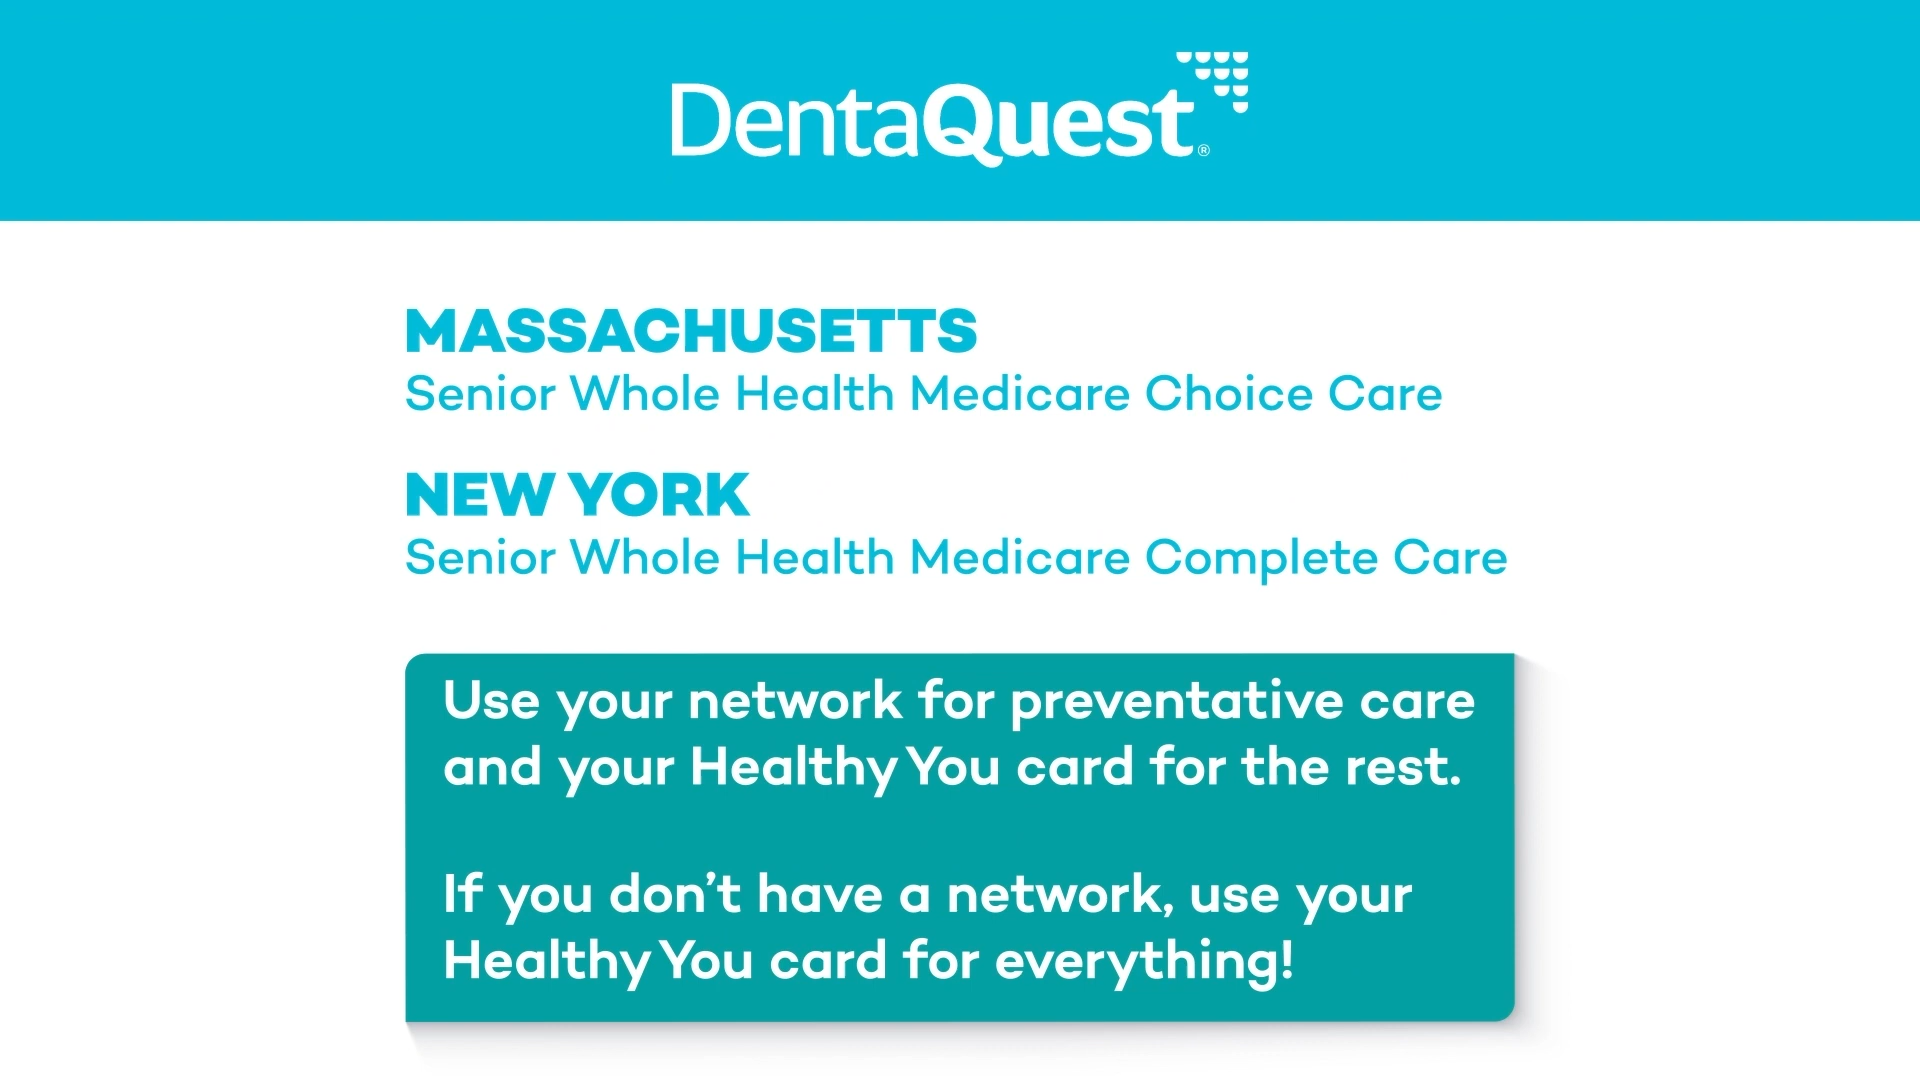 DentaQuest®
MASSACHUSETTS
Senior Whole Health Medicare Choice Care
NEW YORK
Senior Whole Health Medicare Complete Care
Use your network for preventative care
and your Healthy You card for the rest.
If you don’t have a network, use your
Healthy You card for everything!